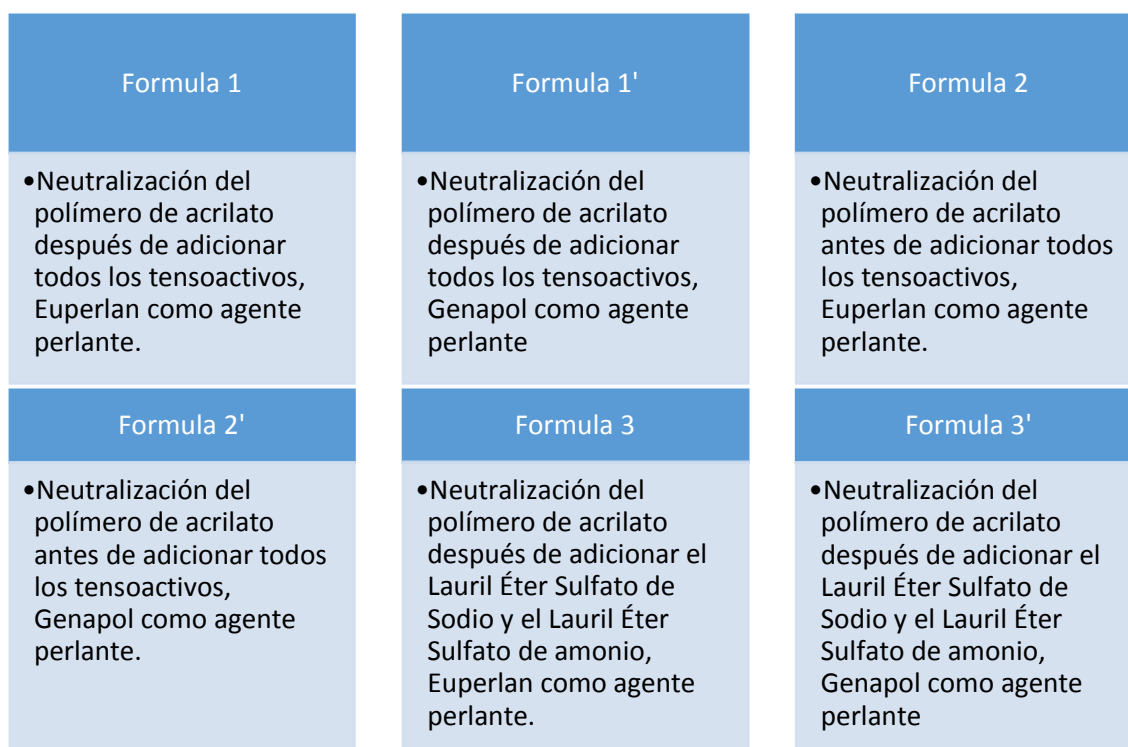 Formula 1
•Neutralización del
polímero de acrilato
después de adicionar
todos los tensoactivos,
Euperlan como agente
perlante.
Formula 1'
•Neutralización del
polímero de acrilato
después de adicionar
todos los tensoactivos,
Genapol como agente
perlante
Formula 2
•Neutralización del
polímero de acrilato
antes de adicionar todos
los tensoactivos,
Euperlan como agente
perlante.
Formula 2'
•Neutralización del
polímero de acrilato
antes de adicionar todos
los tensoactivos,
Genapol como agente
perlante.
Formula 3
•Neutralización del
polímero de acrilato
después de adicionar el
Lauril Éter Sulfato de
Sodio y el Lauril Éter
Sulfato de amonio,
Euperlan como agente
perlante.
Formula 3'
•Neutralización del
polímero de acrilato
después de adicionar el
Lauril Éter Sulfato de
Sodio y el Lauril Éter
Sulfato de amonio,
Genapol como agente
perlante